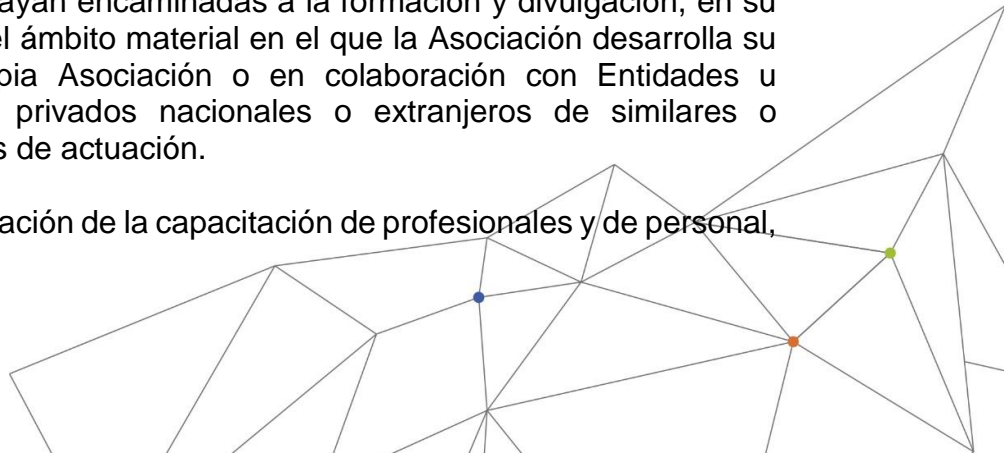 ayan encaminadas a la formación y divulgación, en su
el ámbito material en el que la Asociación desarrolla su
pia Asociación o en colaboración con Entidades u
privados nacionales o extranjeros de similares o
s de actuación.
ación de la capacitación de profesionales y de personal,